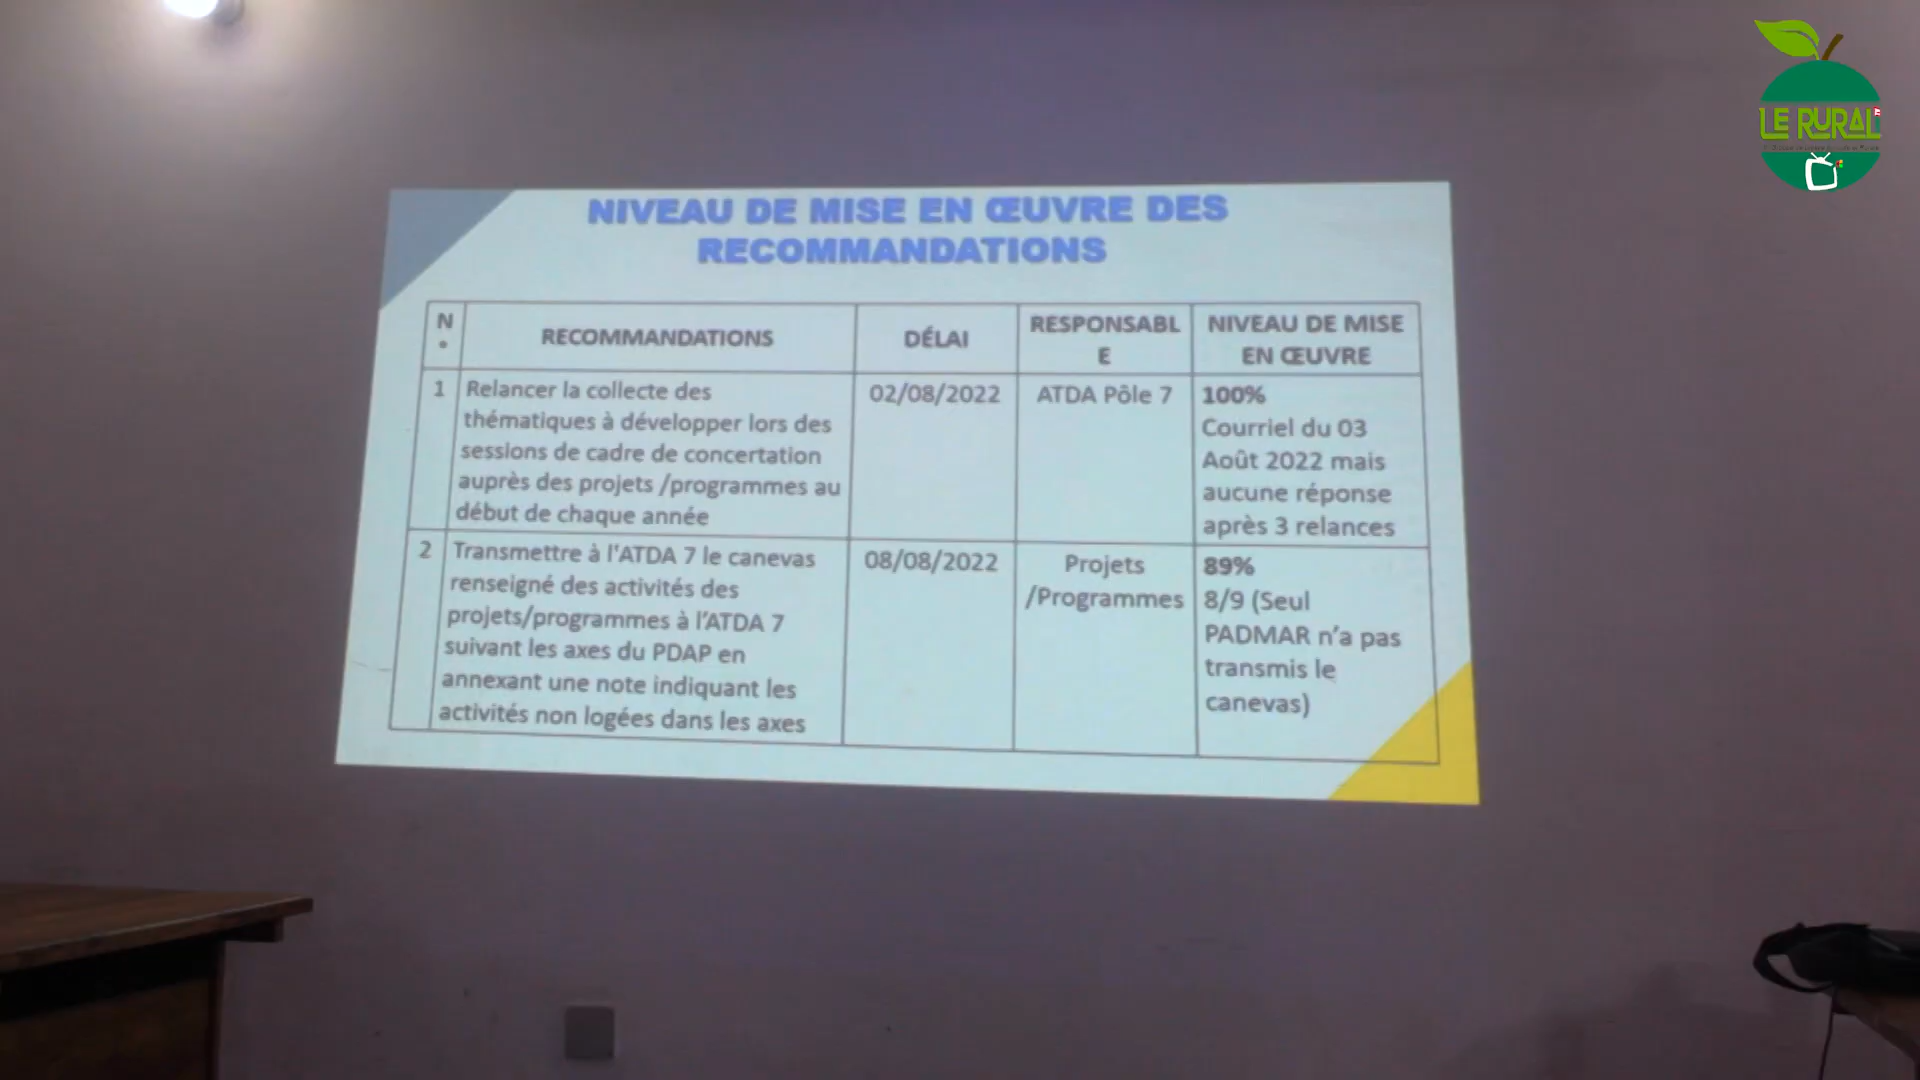 LE RURAL
NIVEAU DE MISE EN ŒUVRE DES
RECOMMANDATIONS
N
°
RECOMMANDATIONS
DÉLAI
RESPONSABL
E
NIVEAU DE MISE
EN ŒUVRE
1
Relancer la collecte des
thématiques à développer lors des
sessions de cadre de concertation
auprès des projets /programmes au
début de chaque année
02/08/2022
ATDA Pôle 7
100%
Courriel du 03
Août 2022 mais
aucune réponse
après 3 relances
2
Transmettre à l'ATDA 7 le canevas
renseigné des activités des
projets/programmes à l'ATDA 7
suivant les axes du PDAP en
annexant une note indiquant les
activités non logées dans les axes
08/08/2022
Projets
/Programmes
89%
8/9 (Seul
PADMAR n'a pas
transmis le
canevas)